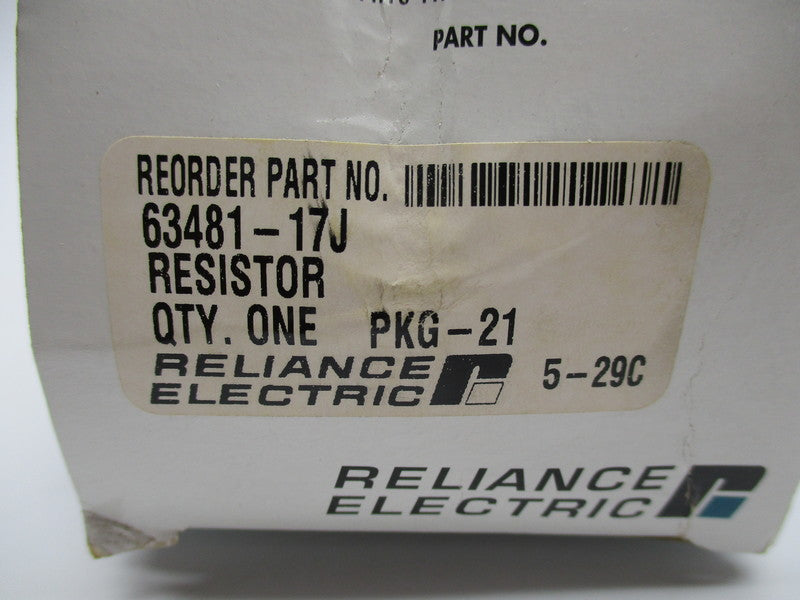 PART NO.
REORDER PART NO.
63481-17J
RESISTOR
QTY. ONE PKG-21
RELIANCE
ELECTRIC 5-29C
RELIANCE
ELECTRIC